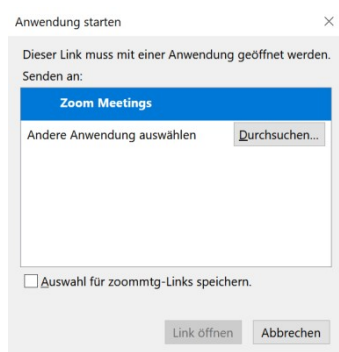 Anwendung starten
Dieser Link muss mit einer Anwendung geöffnet werden.
Senden an:
Zoom Meetings
Andere Anwendung auswählen Durchsuchen...
Auswahl für zoommtg-Links speichern.
Link öffnen Abbrechen